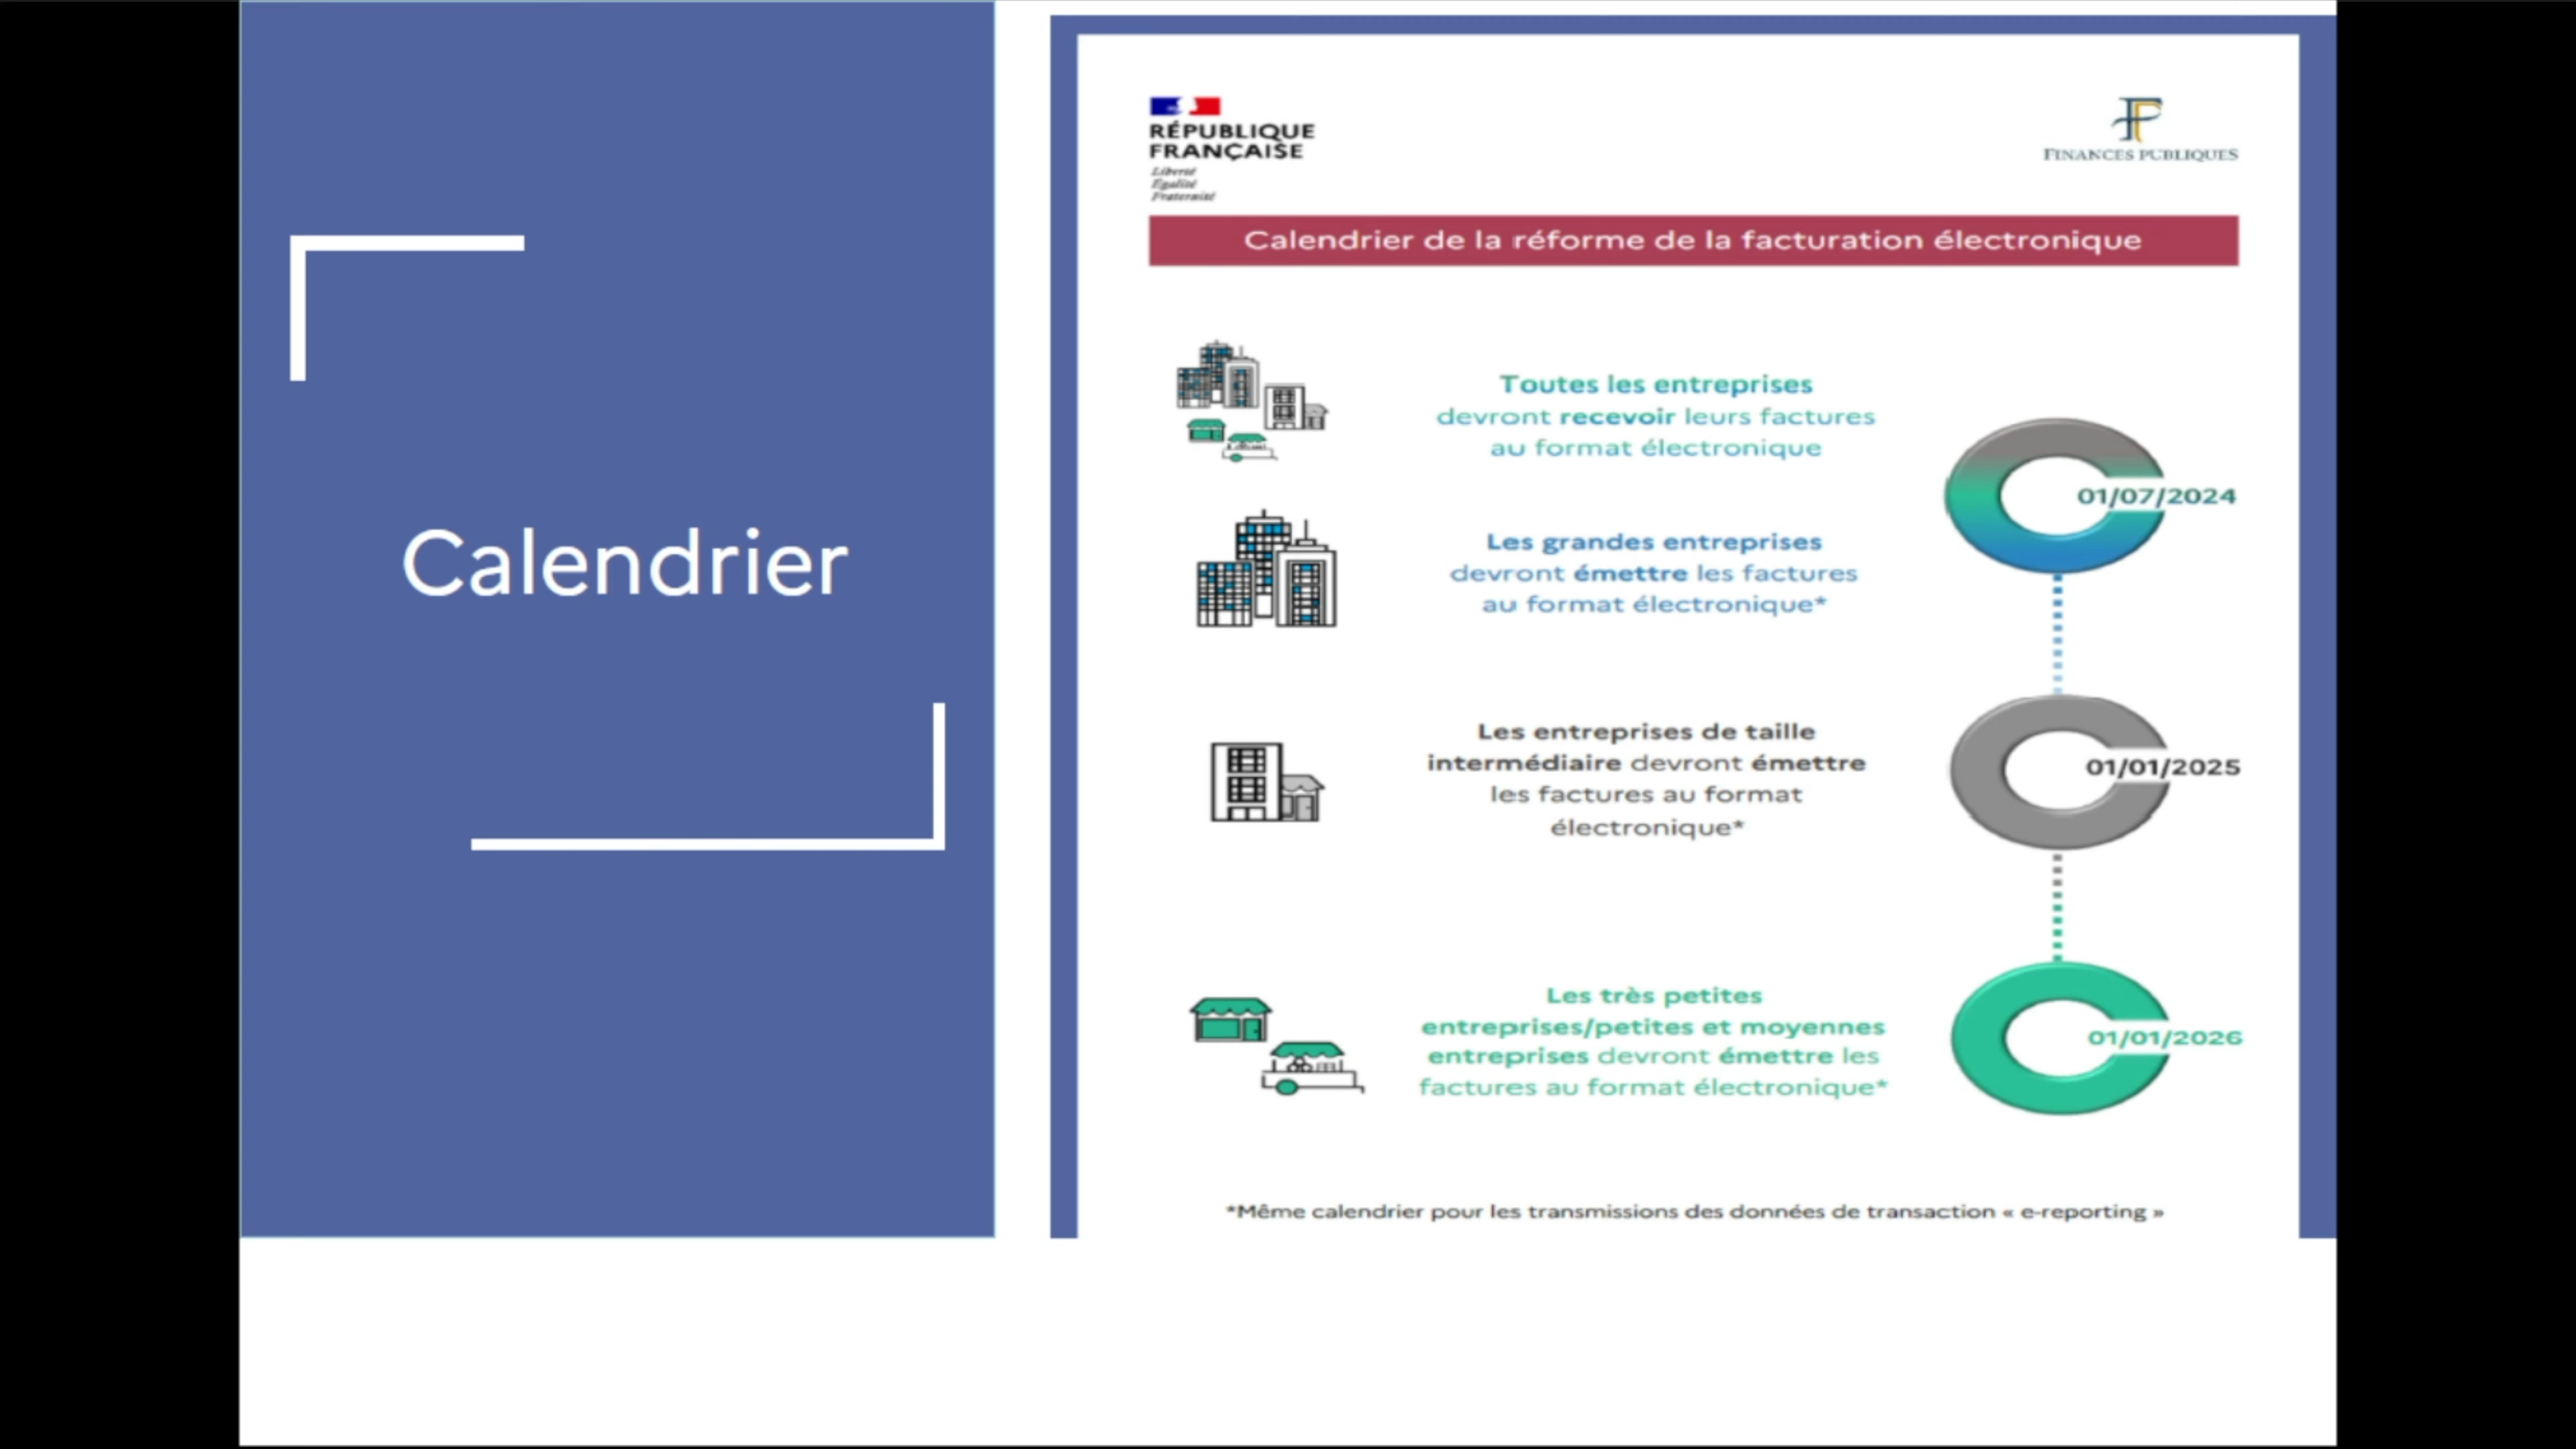 Calendrier
RÉPUBLIQUE
FRANÇAISE
Liberté
Égalité
Fraternité
FINANCES PUBLIQUES
Calendrier de la réforme de la facturation électronique
Toutes les entreprises
devront recevoir leurs factures
au format électronique
01/07/2024
Les grandes entreprises
devront émettre les factures
au format électronique*
Les entreprises de taille
intermédiaire devront émettre
les factures au format
électronique*
01/01/2025
Les très petites
entreprises/petites et moyennes
entreprises devront émettre les
factures au format électronique*
01/01/2026
*Même calendrier pour les transmissions des données de transaction « e-reporting »